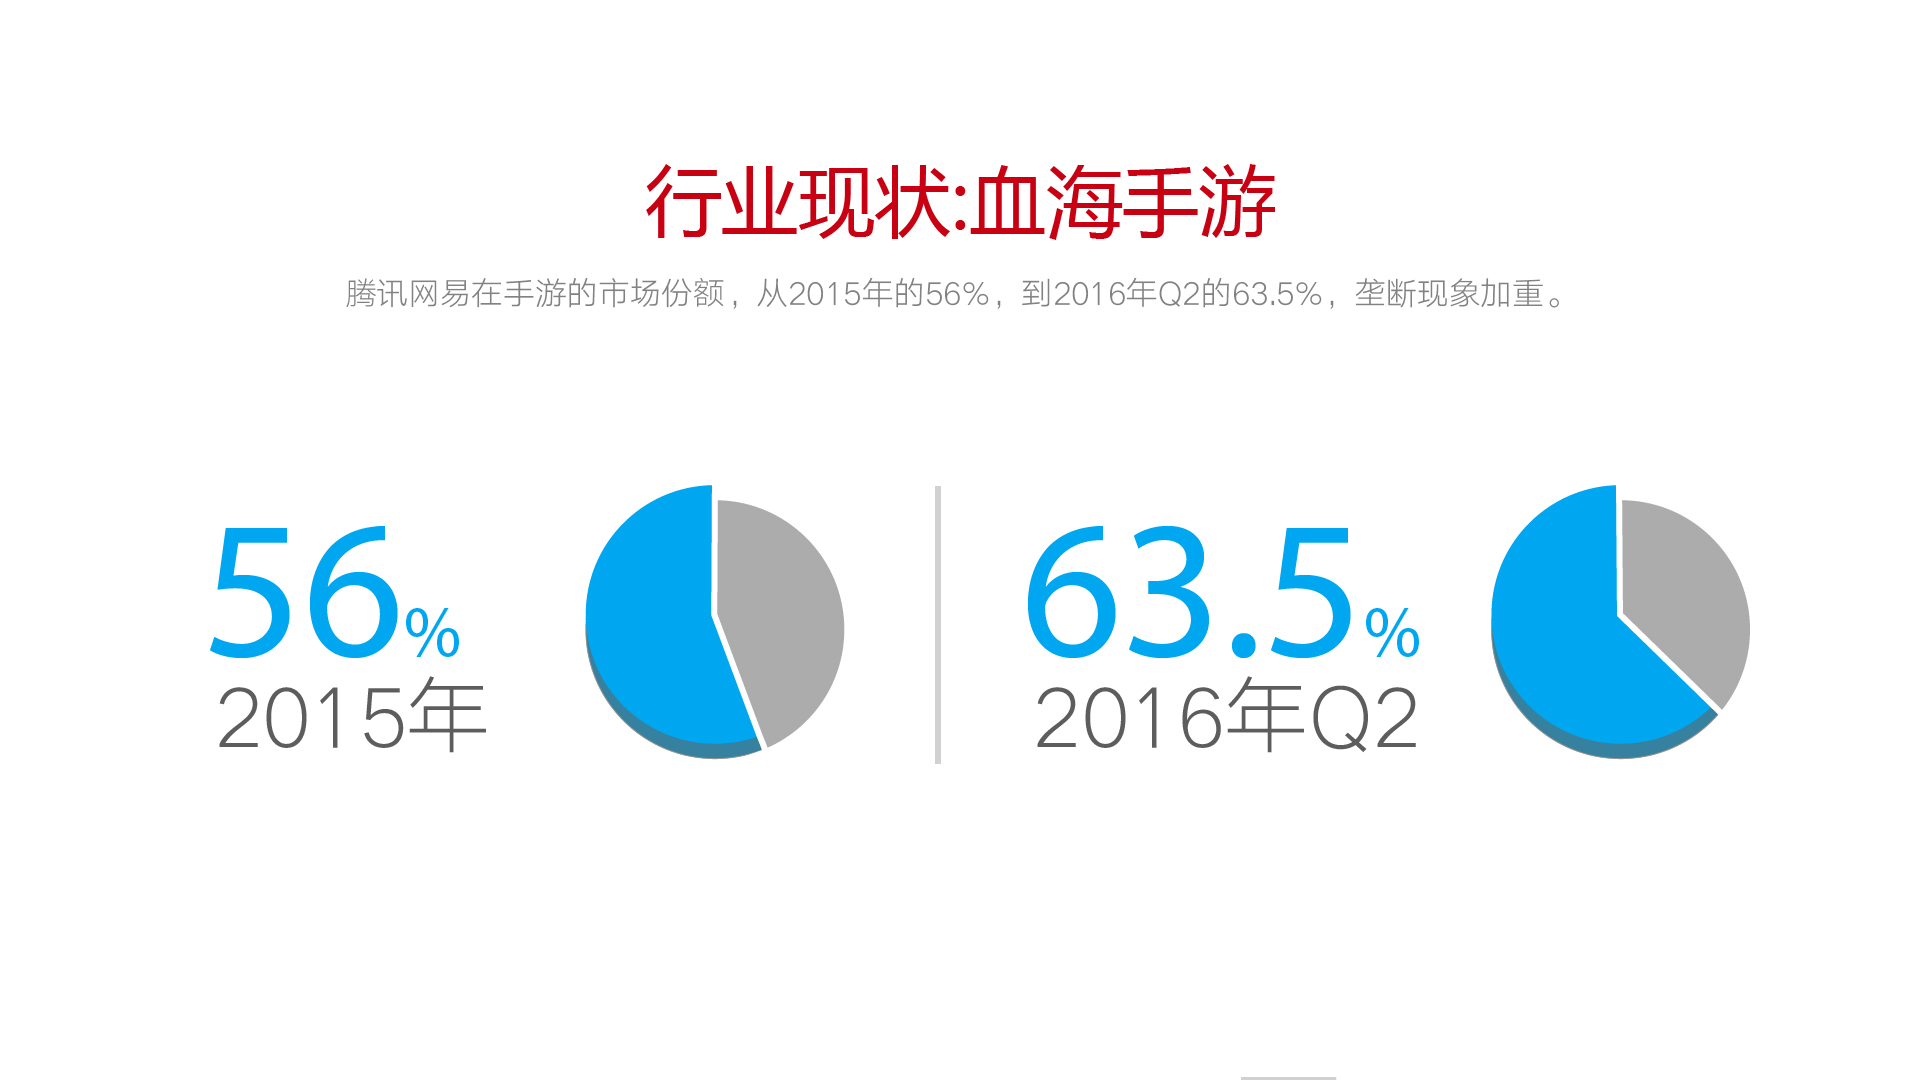 行业现状:血海手游
腾讯网易在手游的市场份额，从2015年的56%，到2016年Q2的63.5%，垄断现象加重。
56%
2015年
63.5%
2016年Q2